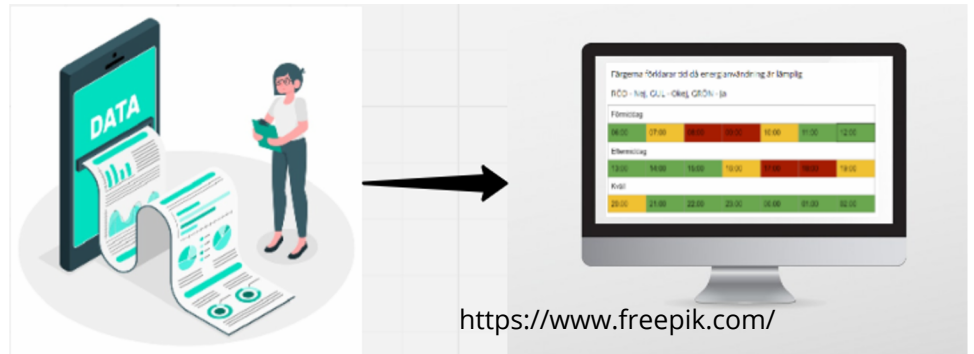 DATA
Färgerna förklarar tid då energianvändning är lämplig
RÖD - Nej, GUL - Okej, GRÖN - Ja
Förmiddag
06:00 07:00 08:00 09:00 10:00 11:00 12:00
Eftermiddag
13:00 14:00 15:00 16:00 17:00 18:00 19:00
Kväll
20:00 21:00 22:00 23:00 00:00 01:00 02:00
https://www.freepik.com/